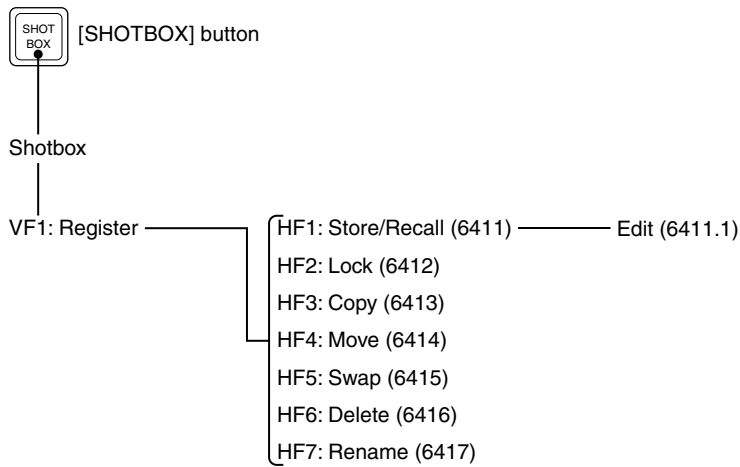 SHOT
BOX
[SHOTBOX] button
Shotbox
VF1: Register
HF1: Store/Recall (6411)
Edit (6411.1)
HF2: Lock (6412)
HF3: Copy (6413)
HF4: Move (6414)
HF5: Swap (6415)
HF6: Delete (6416)
HF7: Rename (6417)